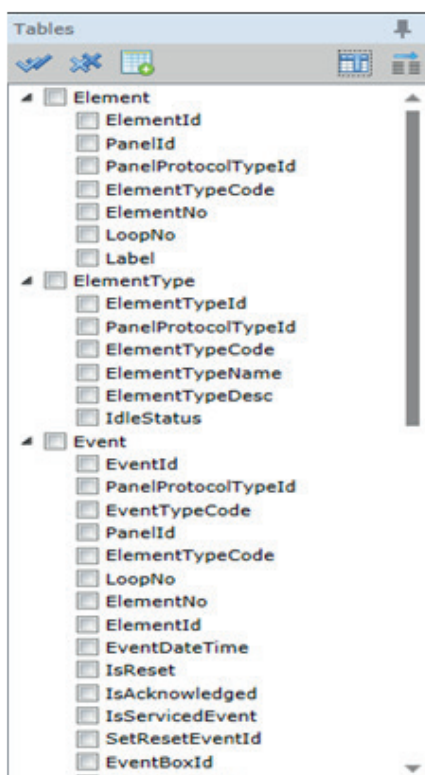 Tables
Element
ElementId
PanelId
PanelProtocolTypeId
ElementTypeCode
ElementNo
LoopNo
Label
ElementType
ElementTypeId
PanelProtocolTypeId
ElementTypeCode
ElementTypeName
ElementTypeDesc
IdleStatus
Event
EventId
PanelProtocolTypeId
EventTypeCode
PanelId
ElementTypeCode
LoopNo
ElementNo
ElementId
EventDateTime
IsReset
IsAcknowledged
IsServicedEvent
SetResetEventId
EventBoxId